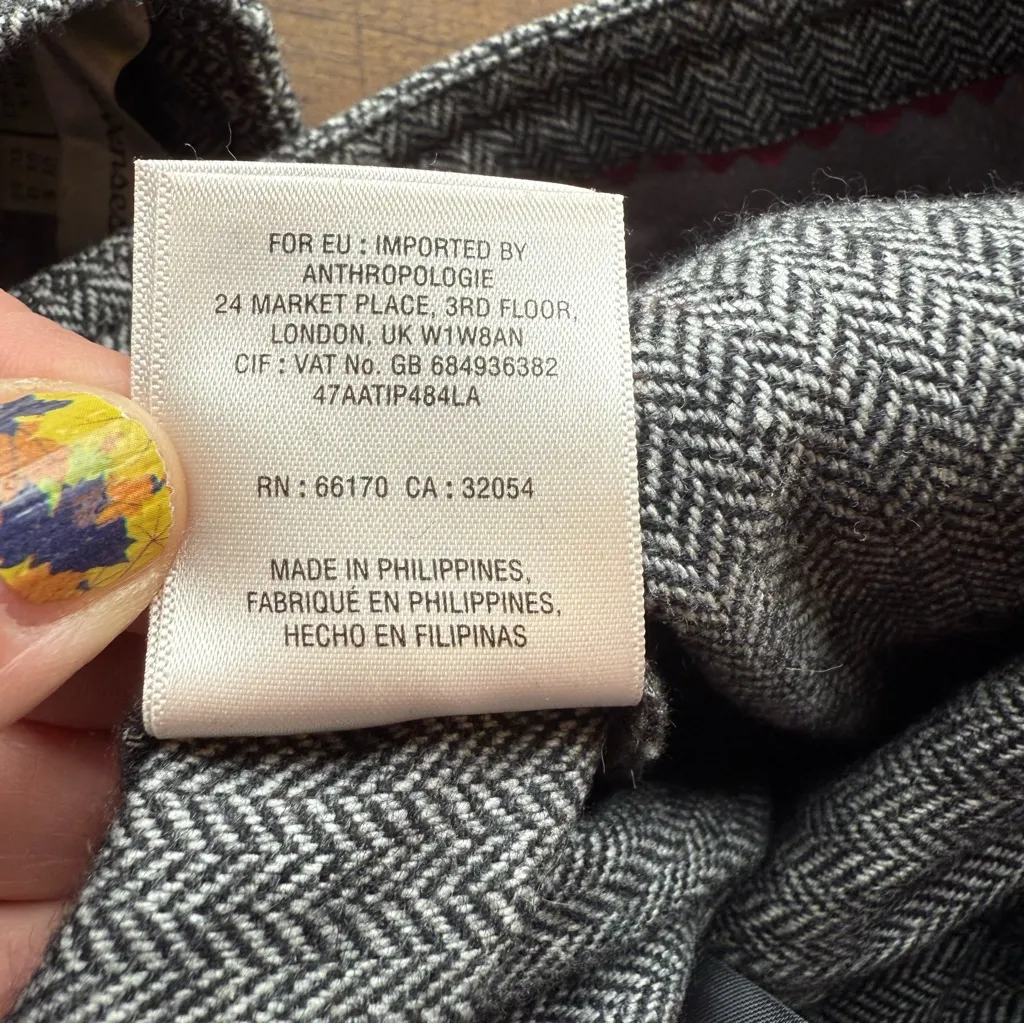 FOR EU : IMPORTED BY
ANTHROPOLOGIE
24 MARKET PLACE, 3RD FLOOR,
LONDON, UK W1W8AN
CIF : VAT No. GB 684936382
47AATIP484LA
RN : 66170 CA : 32054
MADE IN PHILIPPINES,
FABRIQUÉ EN PHILIPPINES,
HECHO EN FILIPINAS